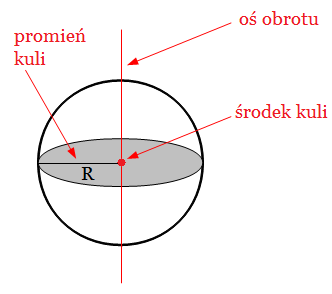 oś obrotu
promień
kuli
środek kuli
R